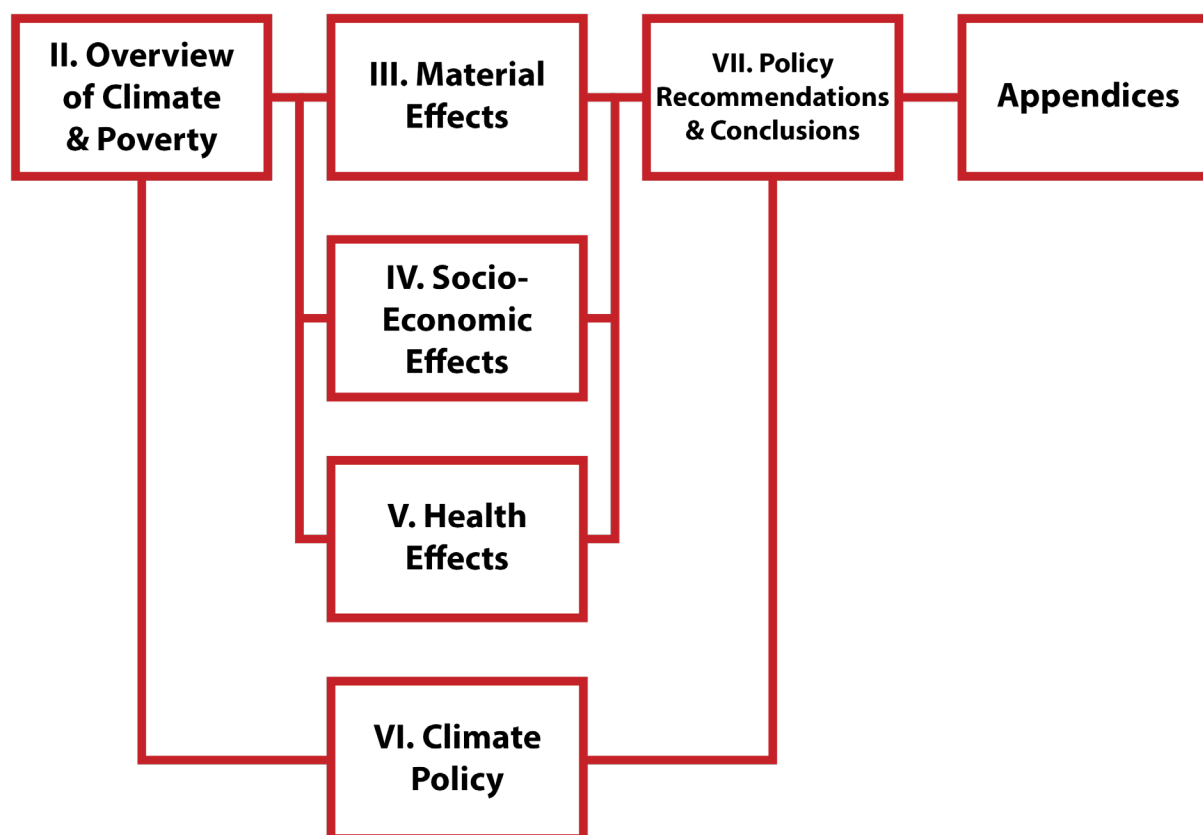 II. Overview
of Climate
& Poverty
III. Material
Effects
VII. Policy
Recommendations
& Conclusions
Appendices
IV. Socio-
Economic
Effects
V. Health
Effects
VI. Climate
Policy